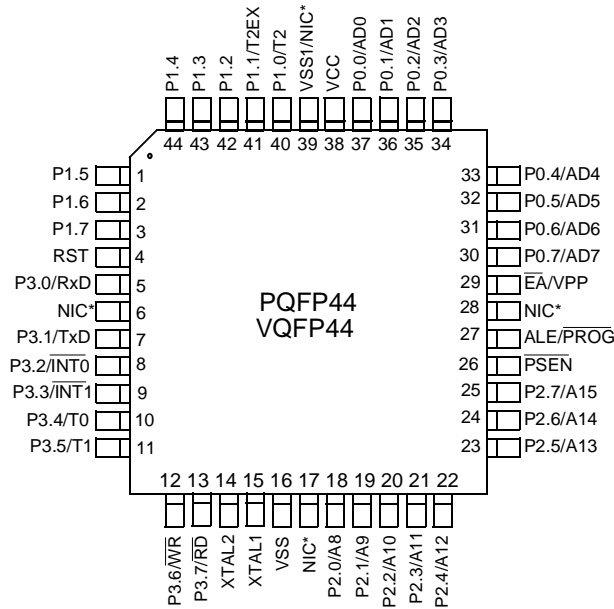 P1.4
P1.3
P1.2
P1.1/T2EX
P1.0/T2
VSS1/NIC*
VCC
P0.0/AD0
P0.1/AD1
P0.2/AD2
P0.3/AD3
44 43 42 41 40 39 38 37 36 35 34
P1.5 1
P1.6 2
P1.7 3
RST 4
P3.0/RxD 5
NIC* 6
P3.1/TxD 7
P3.2/INT0 8
P3.3/INT1 9
P3.4/T0 10
P3.5/T1 11
PQFP44
VQFP44
33 P0.4/AD4
32 P0.5/AD5
31 P0.6/AD6
30 P0.7/AD7
29 EA/VPP
28 NIC*
27 ALE/PROG
26 PSEN
25 P2.7/A15
24 P2.6/A14
23 P2.5/A13
12 13 14 15 16 17 18 19 20 21 22
P3.6/WR
P3.7/RD
XTAL2
XTAL1
VSS
NIC*
P2.0/A8
P2.1/A9
P2.2/A10
P2.3/A11
P2.4/A12